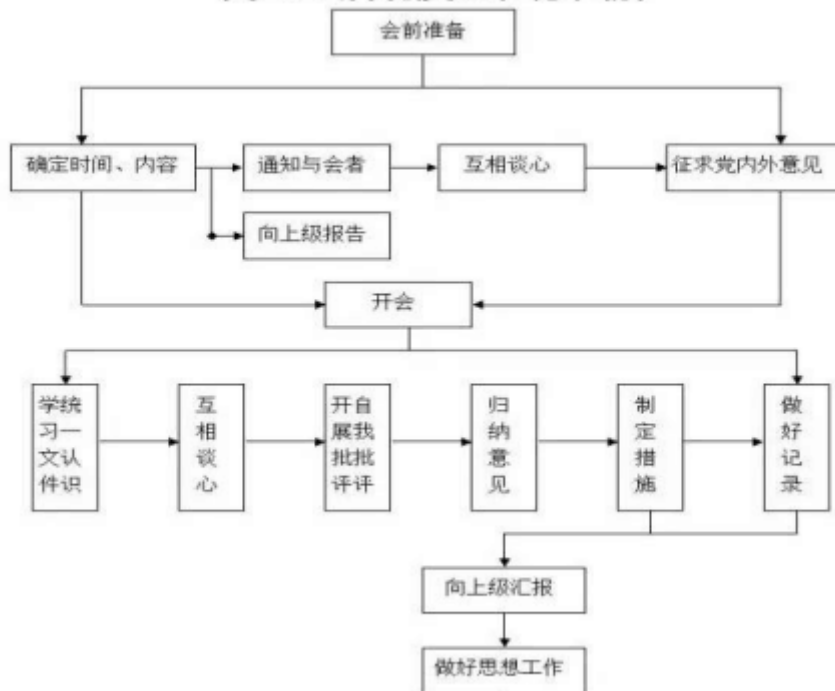 会前准备
确定时间、内容
通知与会者
互相谈心
征求党内外意见
向上级报告
开会
学习文件
统一认识
互相谈心
开展批评
自我批评
归纳意见
制定措施
做好记录
向上级汇报
做好思想工作